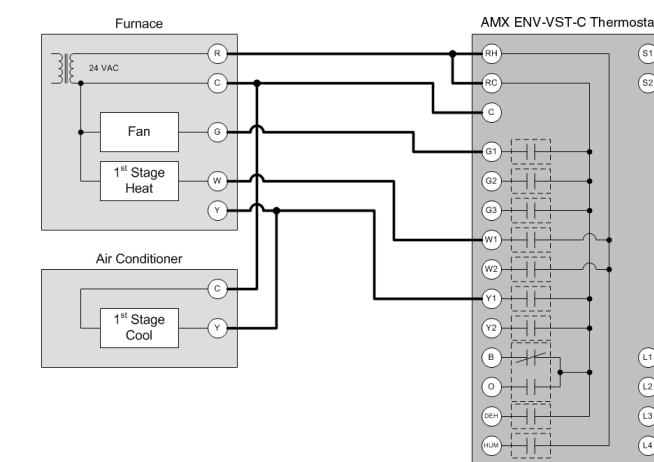 Furnace
AMX ENV-VST-C Thermosta
24 VAC
R
C
Fan
G
1st Stage
Heat
W
Y
Air Conditioner
C
1st Stage
Cool
Y
RH
RC
C
G1
G2
G3
W1
W2
Y1
Y2
B
O
DEH
HUM
S1
S2
L1
L2
L3
L4